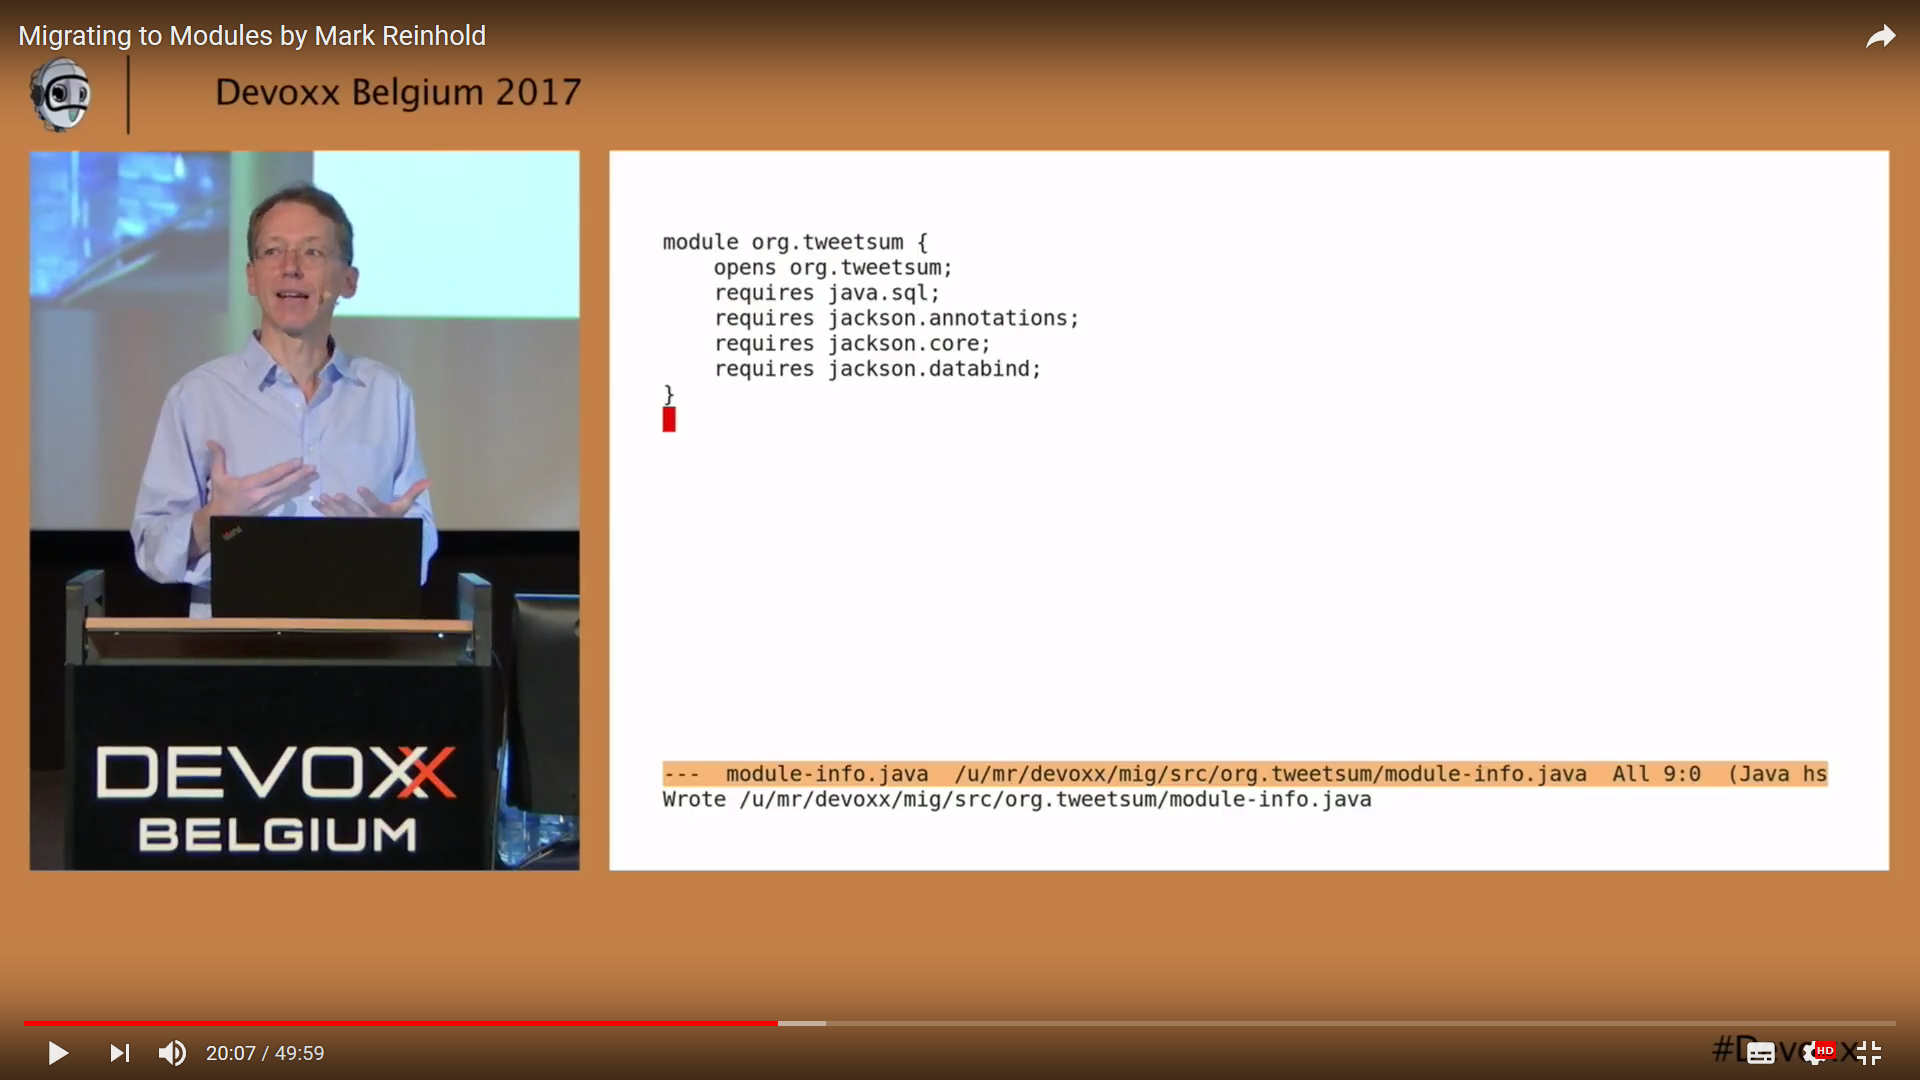 Migrating to Modules by Mark Reinhold
Devoxx Belgium 2017
module org.tweetsum {
    opens org.tweetsum;
    requires java.sql;
    requires jackson.annotations;
    requires jackson.core;
    requires jackson.databind;
}
--- module-info.java /u/mr/devoxx/mig/src/org.tweetsum/module-info.java All 9:0 (Java hs
Wrote /u/mr/devoxx/mig/src/org.tweetsum/module-info.java
DEVOXX
BELGIUM
20:07 / 49:59
#Devoxx
HD